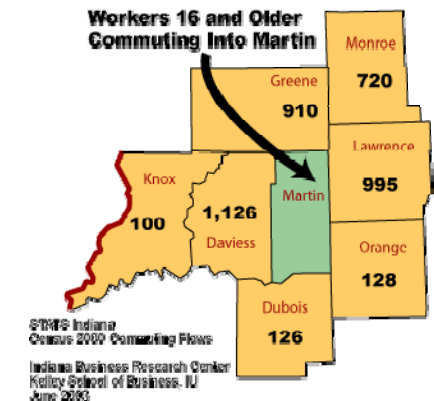 Workers 16 and Older
Commuting Into Martin
Monroe
720
Greene
910
Lawrence
995
Knox
100
1,126
Daviess
Martin
Orange
128
Dubois
126
STATS Indiana
Census 2000 Commuting Flows
Indiana Business Research Center
Kelley School of Business, IU
June 2003